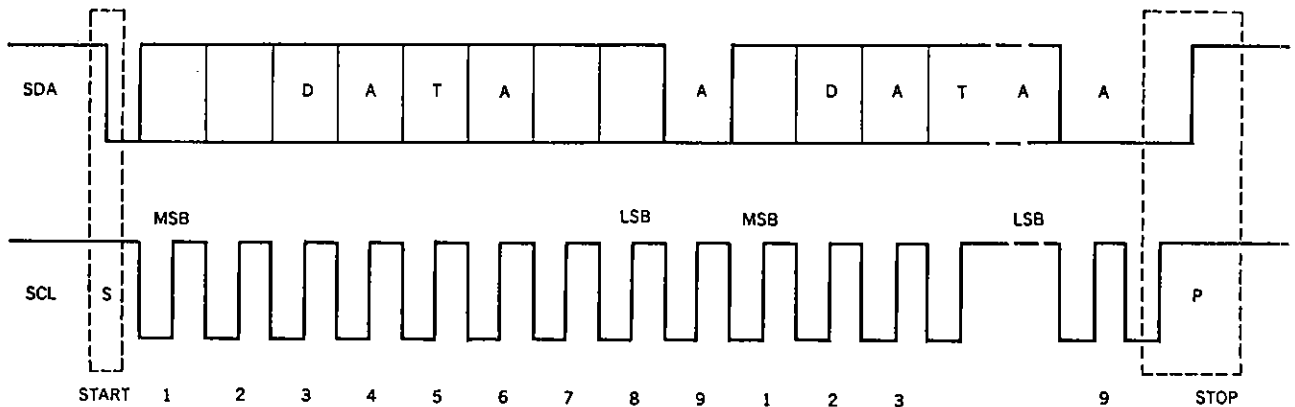 SDA D A T A A D A T A A
MSB LSB MSB LSB
SCL S P
START 1 2 3 4 5 6 7 8 9 1 2 3 9 STOP